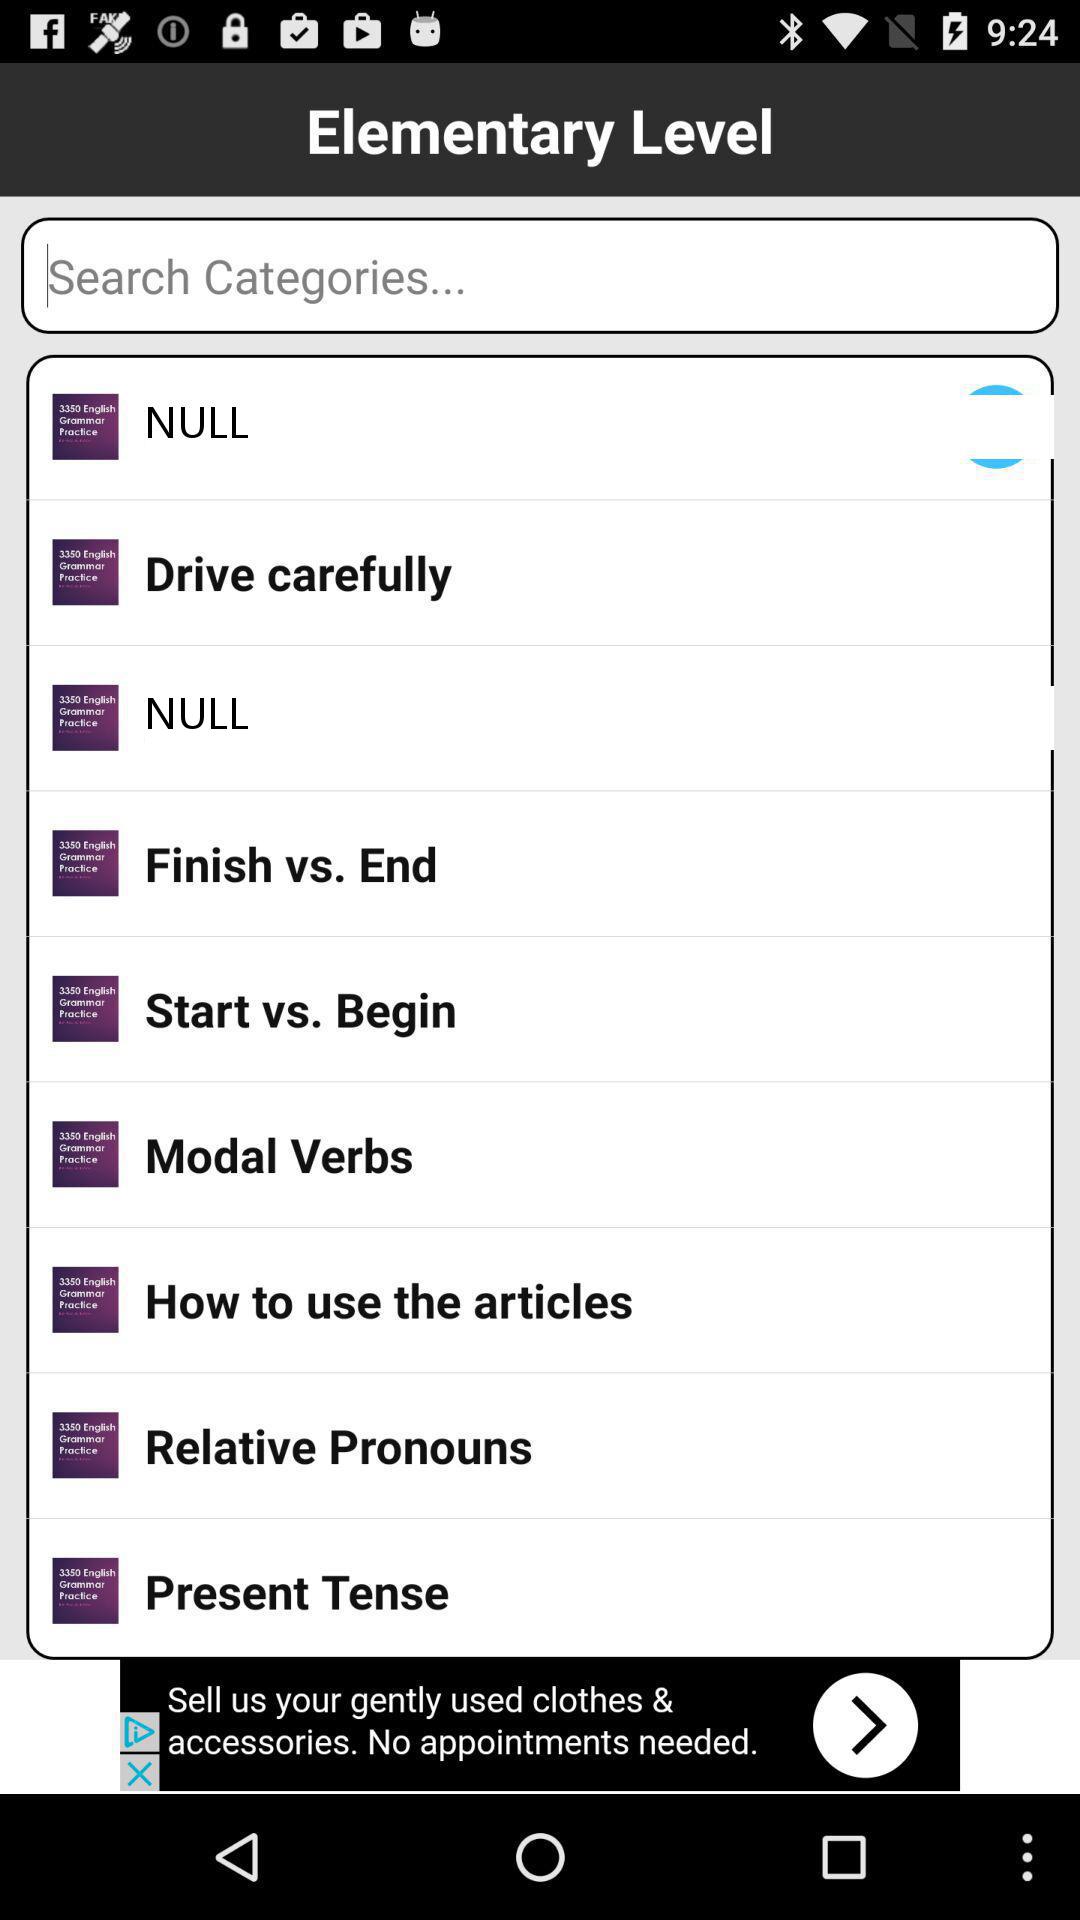 FAK
9:24
Elementary Level
Search Categories...
3350 English
Grammar
Practice
NULL
3350 English
Grammar
Practice
Drive carefully
3350 English
Grammar
Practice
NULL
3350 English
Grammar
Practice
Finish vs. End
3350 English
Grammar
Practice
Start vs. Begin
3350 English
Grammar
Practice
Modal Verbs
3350 English
Grammar
Practice
How to use the articles
3350 English
Grammar
Practice
Relative Pronouns
3350 English
Grammar
Practice
Present Tense
Sell us your gently used clothes &
accessories. No appointments needed.